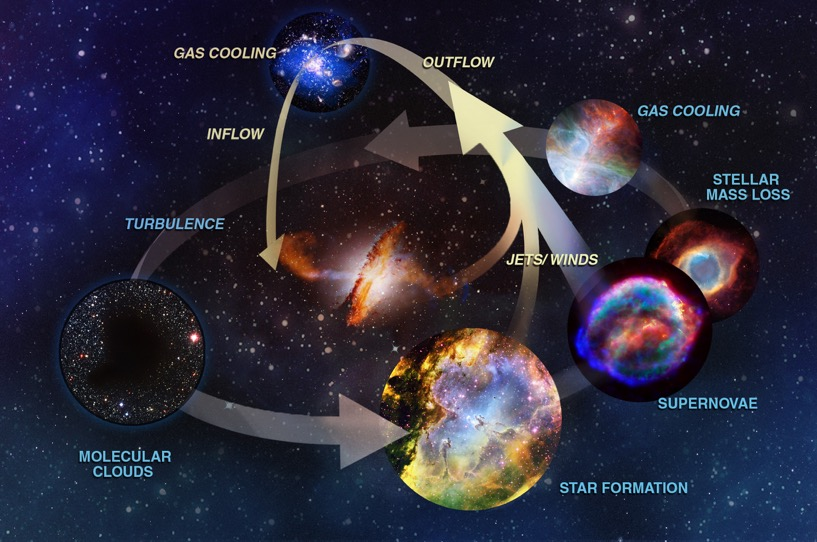 GAS COOLING
OUTFLOW
GAS COOLING
INFLOW
STELLAR
MASS LOSS
TURBULENCE
JETS/ WINDS
SUPERNOVAE
MOLECULAR
CLOUDS
STAR FORMATION